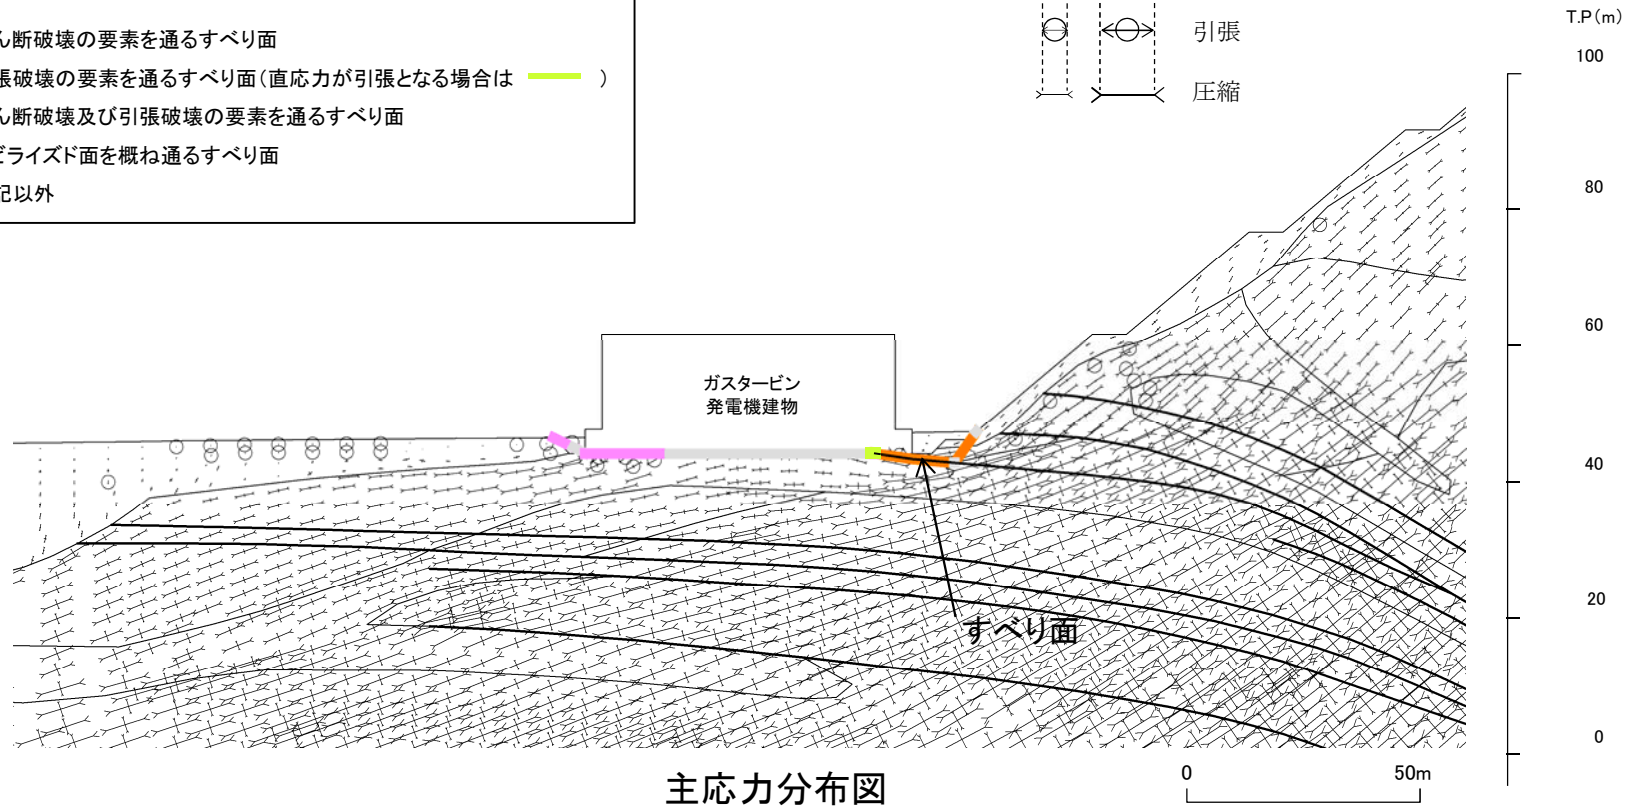 ん断破壊の要素を通るすべり面
張破壊の要素を通るすべり面(直応力が引張となる場合は )
ん断破壊及び引張破壊の要素を通るすべり面
ビライズド面を概ね通るすべり面
記以外
引張
圧縮
T.P(m)
100
80
60
40
20
0
ガスタービン
発電機建物
すべり面
主応力分布図
0 50m